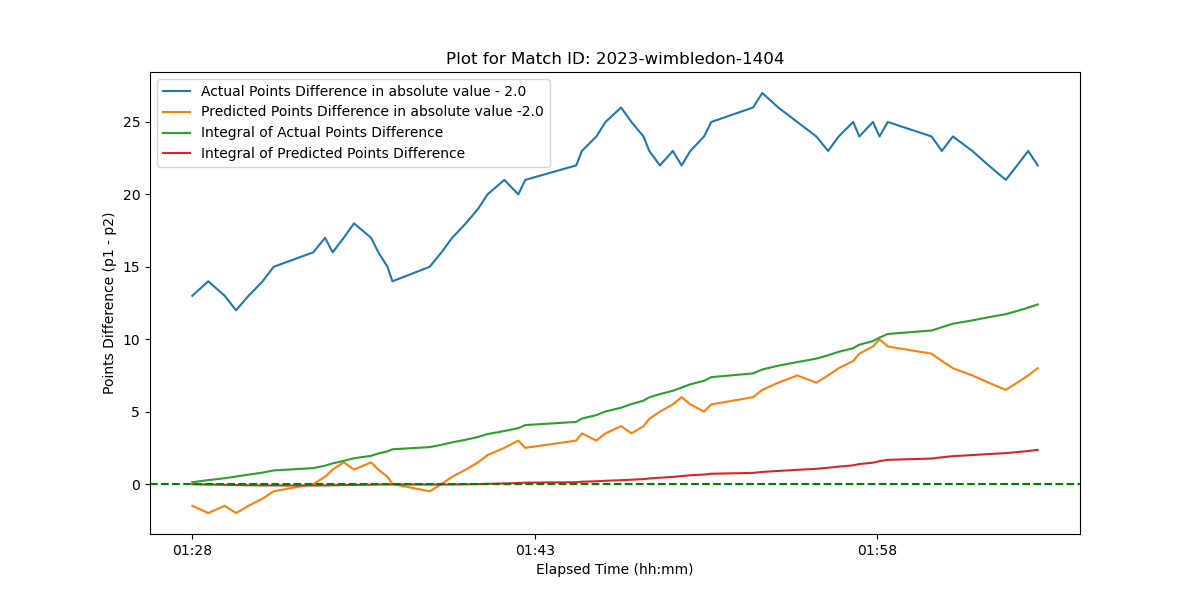 Plot for Match ID: 2023-wimbledon-1404
Actual Points Difference in absolute value - 2.0
Predicted Points Difference in absolute value -2.0
Integral of Actual Points Difference
Integral of Predicted Points Difference
Points Difference (p1 - p2)
25
20
15
10
5
0
01:28
01:43
01:58
Elapsed Time (hh:mm)